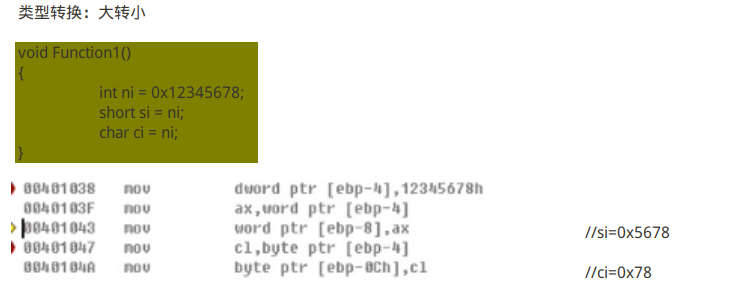 类型转换：大转小
void Function1()
{
int ni = 0x12345678;
short si = ni;
char ci = ni;
}
00401038 mov dword ptr [ebp-4],12345678h
0040103F mov ax,word ptr [ebp-4]
00401043 mov word ptr [ebp-8],ax //si=0x5678
00401047 mov cl,byte ptr [ebp-4]
0040104A mov byte ptr [ebp-0Ch],cl //ci=0x78